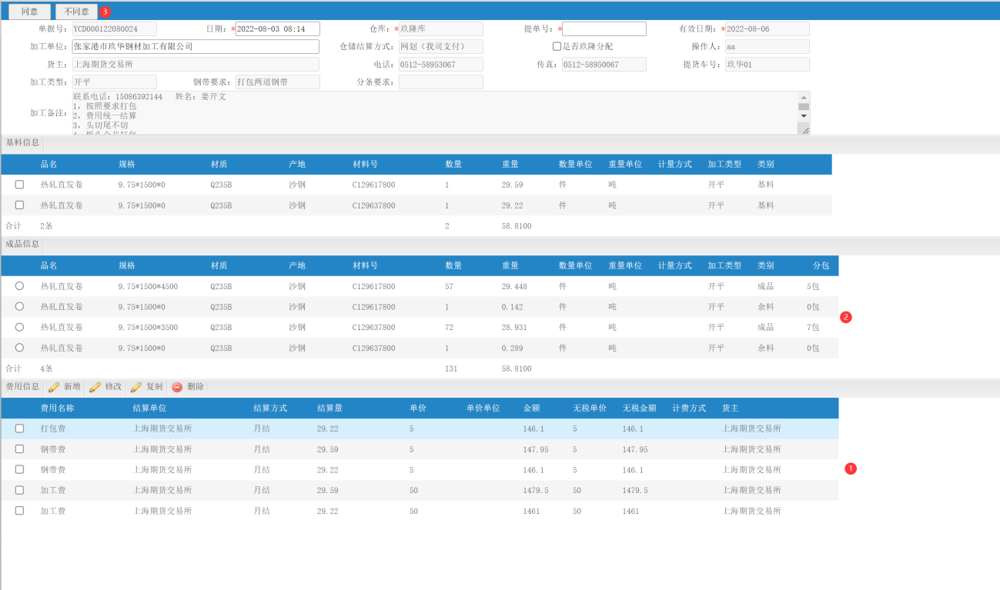 同意 不同意 3
单据号： YCD000122080024 日期：*2022-08-03 08:14 仓库：*玖隆库 提单号：* 有效日期：*2022-08-06
加工单位： 张家港市玖华钢材加工有限公司 仓储结算方式： 网划（我司支付） 是否玖隆分配 操作人： aa
货主： 上海期货交易所 电话： 0512-58953067 传真： 0512-58950067 提货车号： 玖华01
加工类型： 开平 钢带要求： 打包两道钢带 分条要求：
加工备注： 联系电话：15086392144 姓名：姜开文
1，按照要求打包
2，费用统一结算
3，头切尾不切
4，板头合并打包
基料信息
品名 规格 材质 产地 材料号 数量 重量 数量单位 重量单位 计量方式 加工类型 类别
热轧直发卷 9.75*1500*0 Q235B 沙钢 C129617800 1 29.59 件 吨 开平 基料
热轧直发卷 9.75*1500*0 Q235B 沙钢 C129637800 1 29.22 件 吨 开平 基料
合计 2条 2 58.8100
成品信息
品名 规格 材质 产地 材料号 数量 重量 数量单位 重量单位 计量方式 加工类型 类别 分包
热轧直发卷 9.75*1500*4500 Q235B 沙钢 C129617800 57 29.448 件 吨 开平 成品 5包
热轧直发卷 9.75*1500*0 Q235B 沙钢 C129617800 1 0.142 件 吨 开平 余料 0包
2
热轧直发卷 9.75*1500*3500 Q235B 沙钢 C129637800 72 28.931 件 吨 开平 成品 7包
热轧直发卷 9.75*1500*0 Q235B 沙钢 C129637800 1 0.289 件 吨 开平 余料 0包
合计 4条 131 58.8100
费用信息 新增 修改 复制 删除
费用名称 结算单位 结算方式 结算量 单价 单价单位 金额 无税单价 无税金额 计费方式 货主
打包费 上海期货交易所 月结 29.22 5 146.1 5 146.1 上海期货交易所
钢带费 上海期货交易所 月结 29.59 5 147.95 5 147.95 上海期货交易所
钢带费 上海期货交易所 月结 29.22 5 146.1 5 146.1 上海期货交易所 1
加工费 上海期货交易所 月结 29.59 50 1479.5 50 1479.5 上海期货交易所
加工费 上海期货交易所 月结 29.22 50 1461 50 1461 上海期货交易所